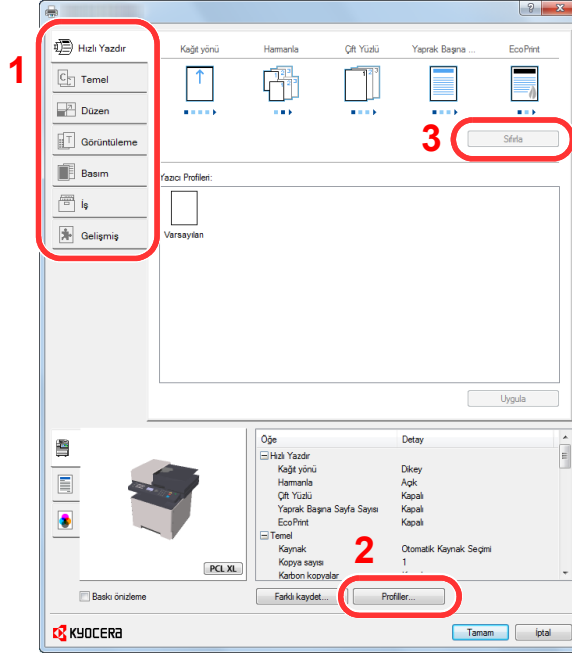 1
Hızlı Yazdır
Temel
Düzen
Görüntüleme
Basım
İş
Gelişmiş
Kağıt yönü
Harmanla
Çift Yüzlü
Yaprak Başına ...
EcoPrint
3
Sıfırla
Yazıcı Profilleri:
Varsayılan
Uygula
Öğe Detay
Hızlı Yazdır
Kağıt yönü Dikey
Harmanla Açık
Çift Yüzlü Kapalı
Yaprak Başına Sayfa Sayısı Kapalı
EcoPrint Kapalı
Temel
Kaynak Otomatik Kaynak Seçimi
Kopya sayısı 1
Karbon kopyalar
2
PCL XL
Baskı önizleme
Farklı kaydet...
Profiller...
KYOCERA
Tamam
İptal